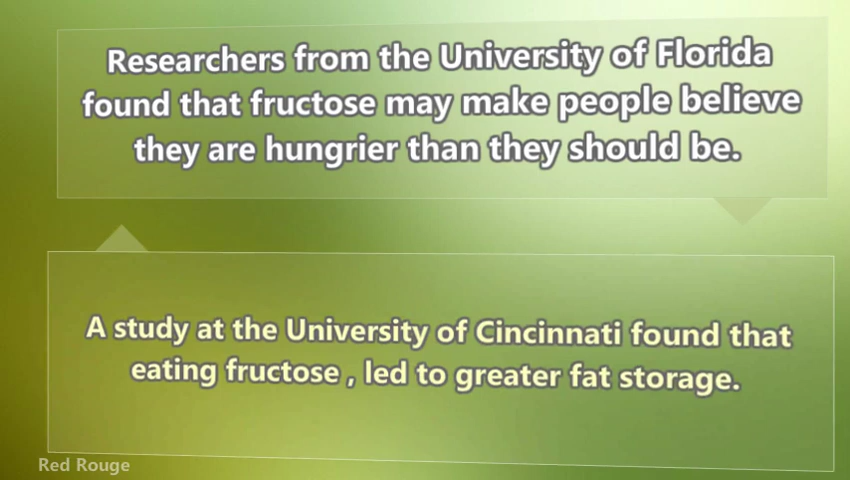 Researchers from the University of Florida
found that fructose may make people believe
they are hungrier than they should be.
A study at the University of Cincinnati found that
eating fructose , led to greater fat storage.
Red Rouge